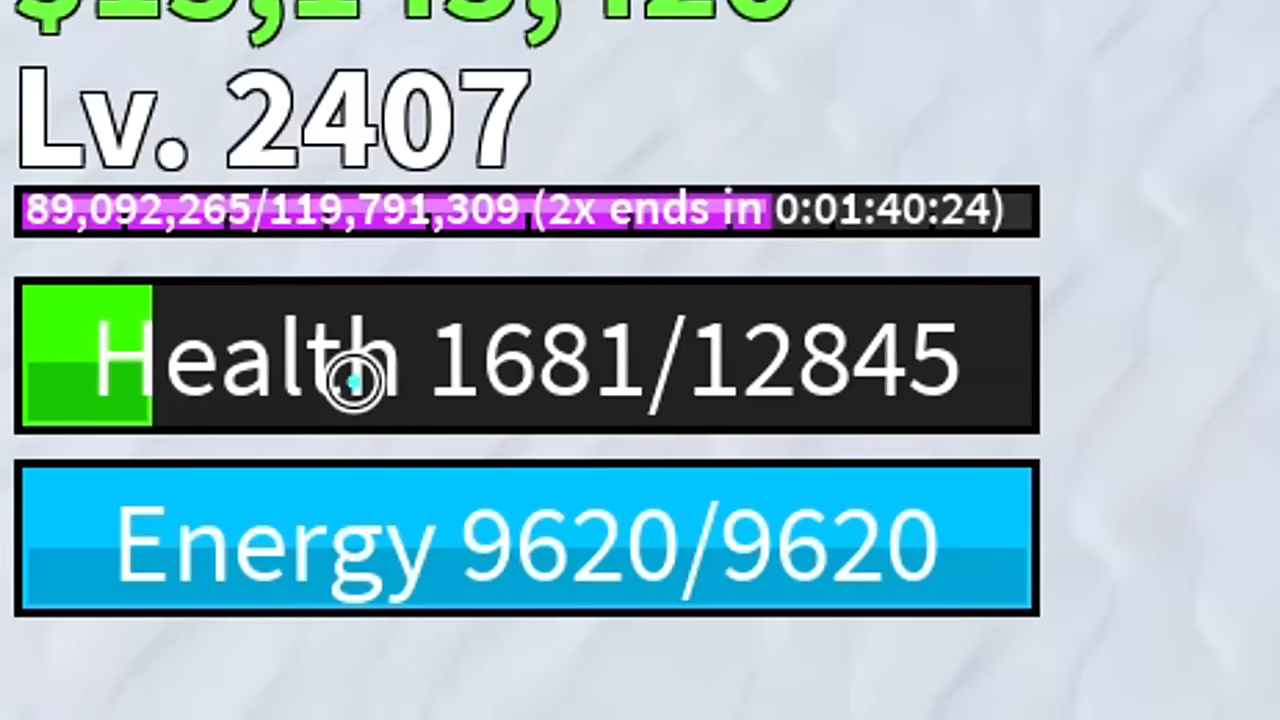 Lv. 2407
89,092,265/119,791,309 (2x ends in 0:01:40:24)
Health 1681/12845
Energy 9620/9620